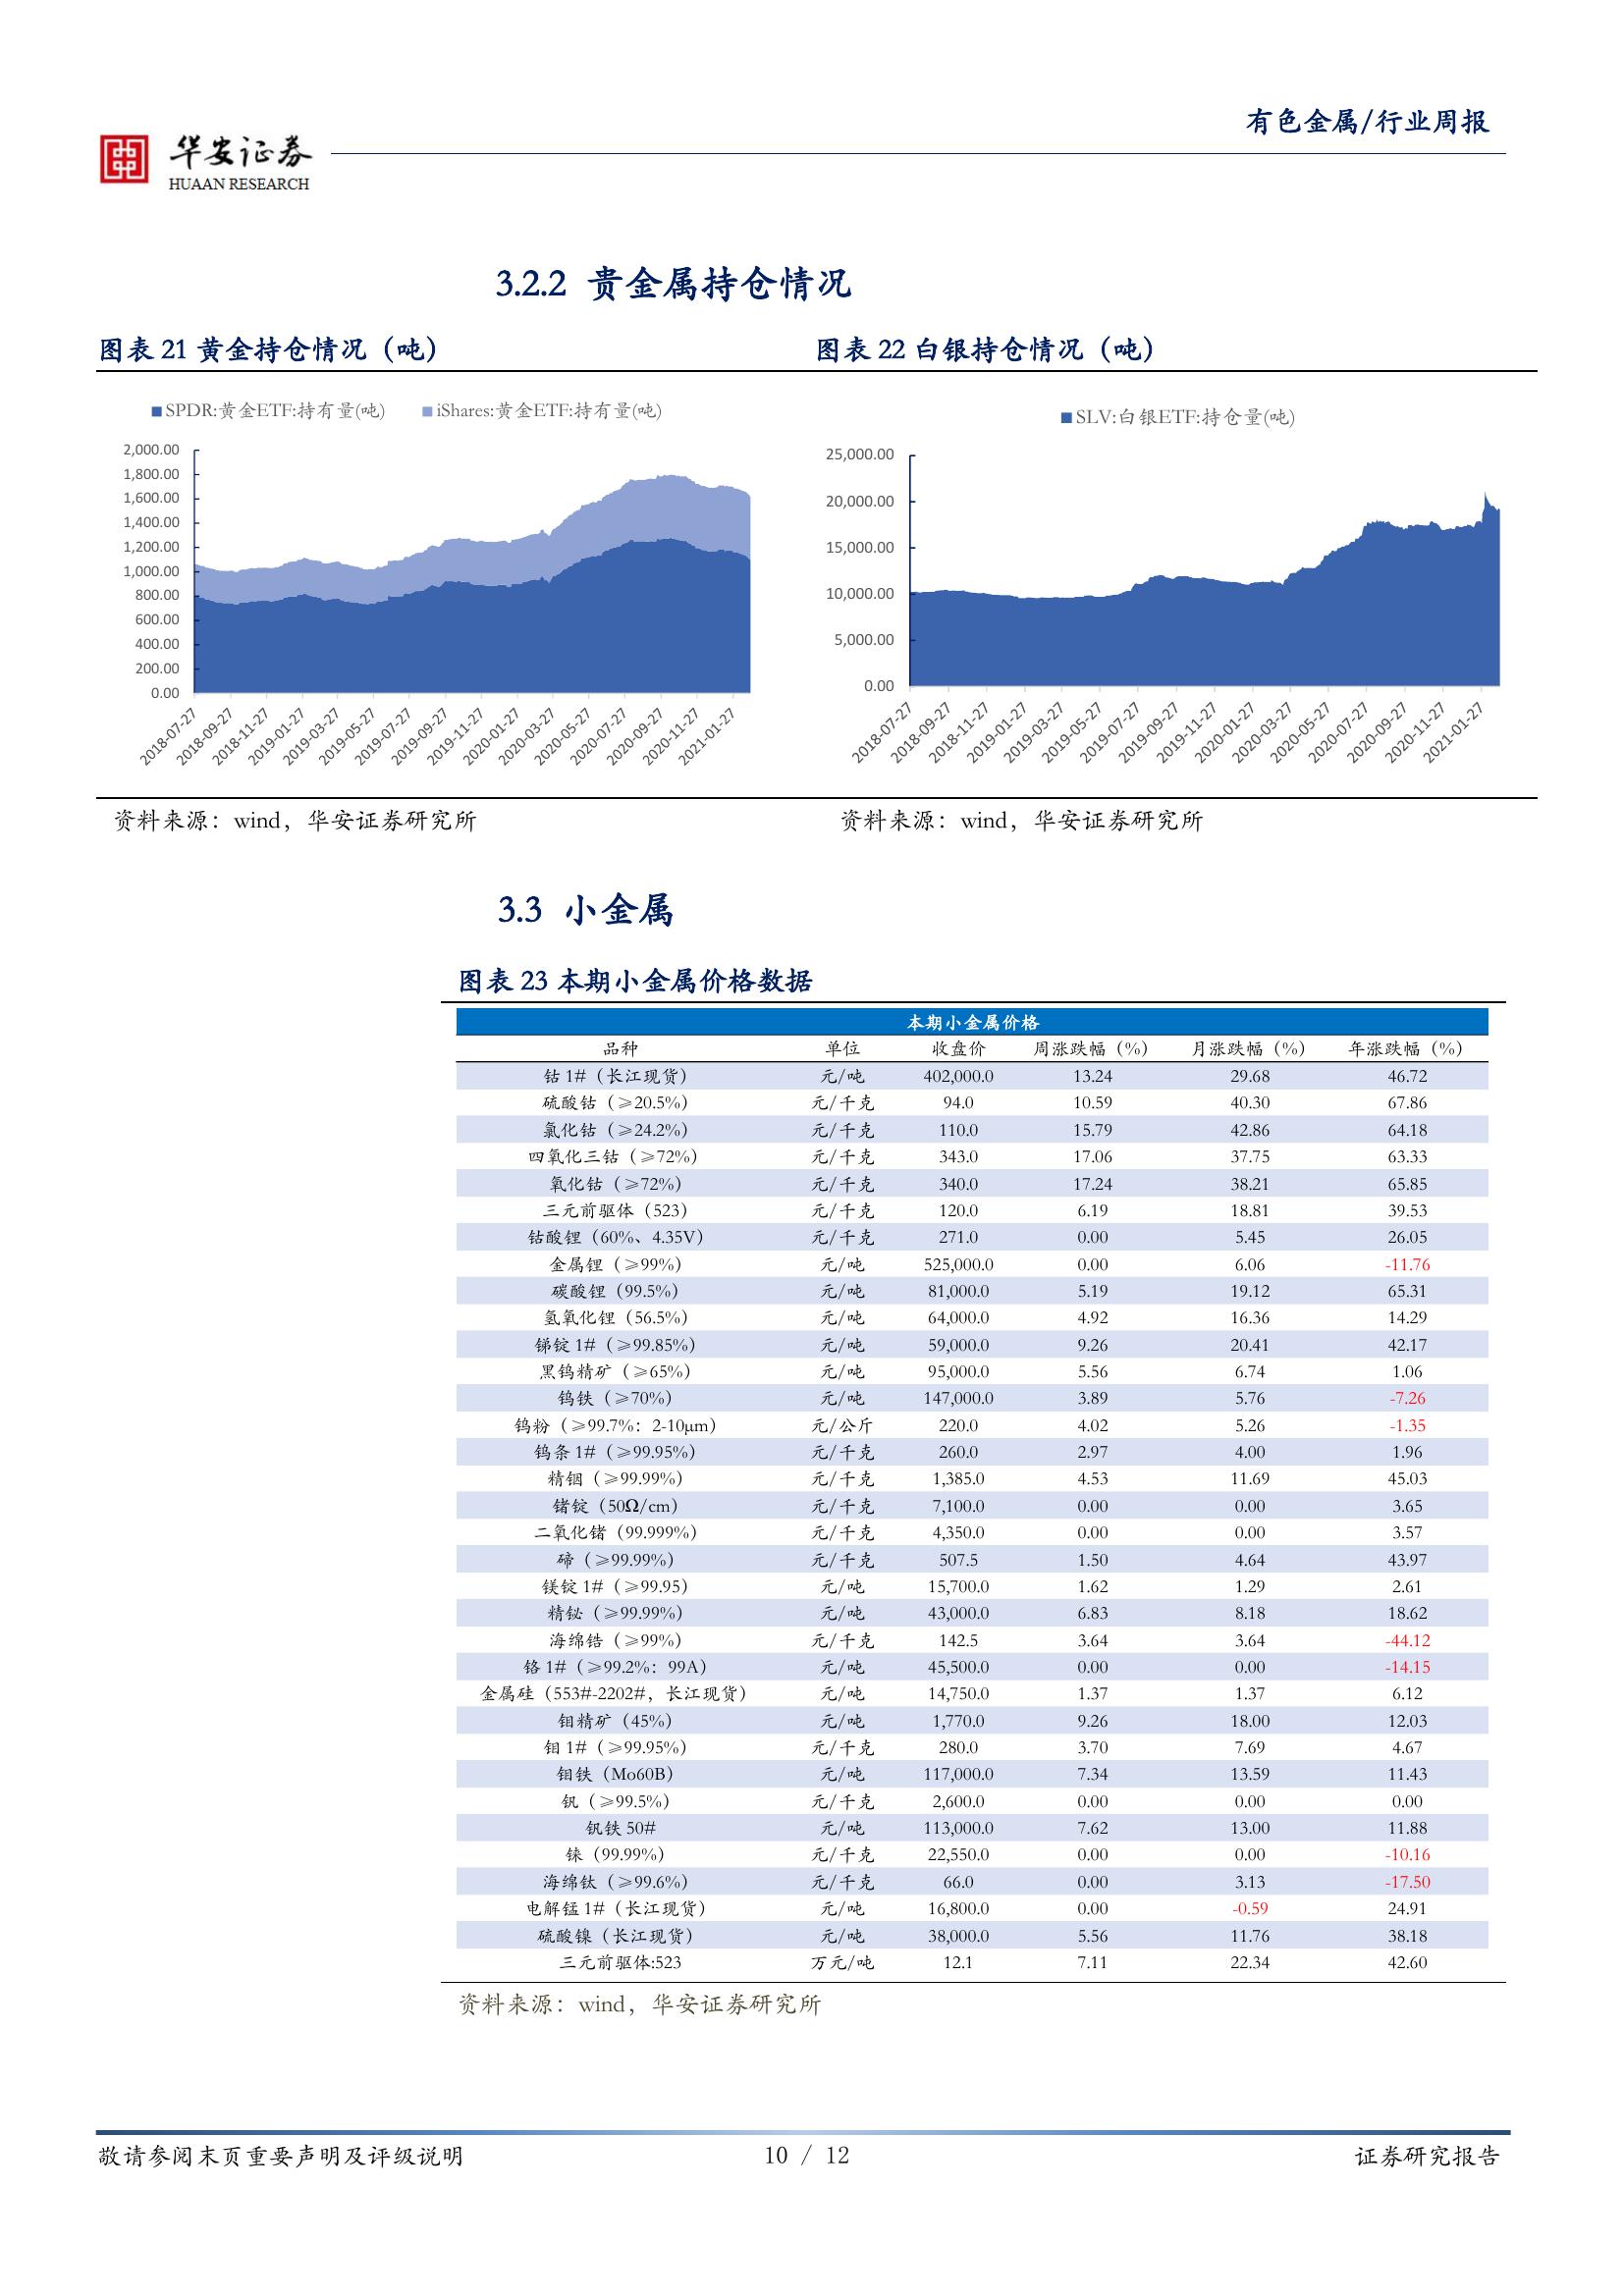 有色金属/行业周报
华安证券
HUAAN RESEARCH
3.2.2 贵金属持仓情况
图表 21 黄金持仓情况（吨）
SPDR:黄金ETF:持有量(吨) iShares:黄金ETF:持有量(吨)
2,000.00
1,800.00
1,600.00
1,400.00
1,200.00
1,000.00
800.00
600.00
400.00
200.00
0.00
2018-07-27 2018-09-27 2018-11-27 2019-01-27 2019-03-27 2019-05-27 2019-07-27 2019-09-27 2019-11-27 2020-01-27 2020-03-27 2020-05-27 2020-07-27 2020-09-27 2020-11-27 2021-01-27
资料来源：wind，华安证券研究所
图表 22 白银持仓情况（吨）
SLV:白银ETF:持仓量(吨)
25,000.00
20,000.00
15,000.00
10,000.00
5,000.00
0.00
2018-07-27 2018-09-27 2018-11-27 2019-01-27 2019-03-27 2019-05-27 2019-07-27 2019-09-27 2019-11-27 2020-01-27 2020-03-27 2020-05-27 2020-07-27 2020-09-27 2020-11-27 2021-01-27
资料来源：wind，华安证券研究所
3.3 小金属
图表 23 本期小金属价格数据
本期小金属价格
品种 单位 收盘价 周涨跌幅（%） 月涨跌幅（%） 年涨跌幅（%）
钴 1#（长江现货） 元/吨 402,000.0 13.24 29.68 46.72
硫酸钴（≥20.5%） 元/千克 94.0 10.59 40.30 67.86
氯化钴（≥24.2%） 元/千克 110.0 15.79 42.86 64.18
四氧化三钴（≥72%） 元/千克 343.0 17.06 37.75 63.33
氧化钴（≥72%） 元/千克 340.0 17.24 38.21 65.85
三元前驱体（523） 元/千克 120.0 6.19 18.81 39.53
钴酸锂（60%、4.35V） 元/千克 271.0 0.00 5.45 26.05
金属锂（≥99%） 元/吨 525,000.0 0.00 6.06 -11.76
碳酸锂（99.5%） 元/吨 81,000.0 5.19 19.12 65.31
氢氧化锂（56.5%） 元/吨 64,000.0 4.92 16.36 14.29
锑锭 1#（≥99.85%） 元/吨 59,000.0 9.26 20.41 42.17
黑钨精矿（≥65%） 元/吨 95,000.0 5.56 6.74 1.06
钨铁（≥70%） 元/吨 147,000.0 3.89 5.76 -7.26
钨粉（≥99.7%：2-10μm） 元/公斤 220.0 4.02 5.26 -1.35
钨条 1#（≥99.95%） 元/千克 260.0 2.97 4.00 1.96
精铟（≥99.99%） 元/千克 1,385.0 4.53 11.69 45.03
锗锭（50Ω/cm） 元/千克 7,100.0 0.00 0.00 3.65
二氧化锗（99.999%） 元/千克 4,350.0 0.00 0.00 3.57
碲（≥99.99%） 元/千克 507.5 1.50 4.64 43.97
镁锭 1#（≥99.95） 元/吨 15,700.0 1.62 1.29 2.61
精铋（≥99.99%） 元/吨 43,000.0 6.83 8.18 18.62
海绵锆（≥99%） 元/千克 142.5 3.64 3.64 -44.12
铬 1#（≥99.2%：99A） 元/吨 45,500.0 0.00 0.00 -14.15
金属硅（553#-2202#，长江现货） 元/吨 14,750.0 1.37 1.37 6.12
钼精矿（45%） 元/吨 1,770.0 9.26 18.00 12.03
钼 1#（≥99.95%） 元/千克 280.0 3.70 7.69 4.67
钼铁（Mo60B） 元/吨 117,000.0 7.34 13.59 11.43
钒（≥99.5%） 元/千克 2,600.0 0.00 0.00 0.00
钒铁 50# 元/吨 113,000.0 7.62 13.00 11.88
铼（99.99%） 元/千克 22,550.0 0.00 0.00 -10.16
海绵钛（≥99.6%） 元/千克 66.0 0.00 3.13 -17.50
电解锰 1#（长江现货） 元/吨 16,800.0 0.00 -0.59 24.91
硫酸镍（长江现货） 元/吨 38,000.0 5.56 11.76 38.18
三元前驱体:523 万元/吨 12.1 7.11 22.34 42.60
资料来源：wind，华安证券研究所
敬请参阅末页重要声明及评级说明 10 / 12 证券研究报告